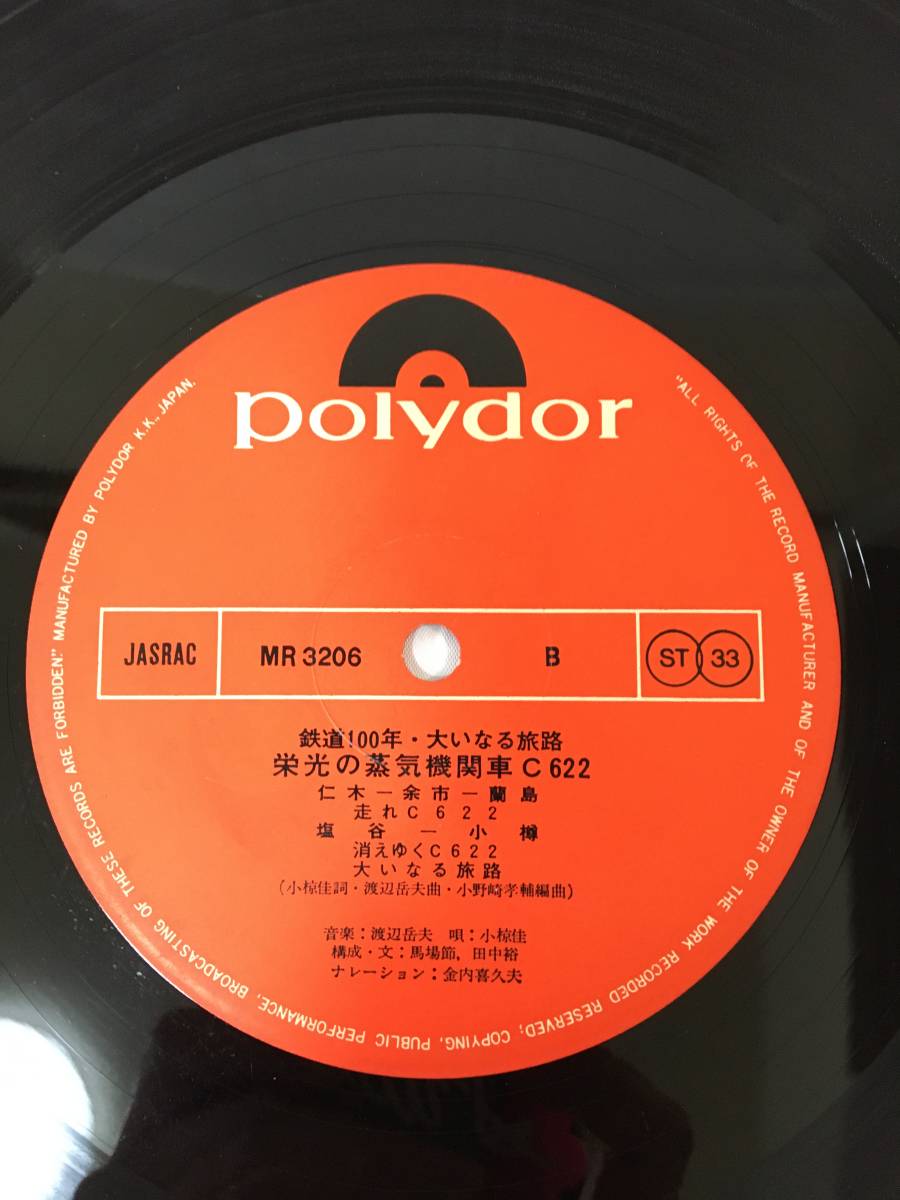 polydor
JASRAC
MR 3206
B
ST 33
鉄道100年・大いなる旅路
栄光の蒸気機関車C622
仁木－余市－蘭島
走れC622
塩谷－小樽
消えゆくC622
大いなる旅路
(小椋佳詞・渡辺岳夫曲・小野崎孝輔編曲)
音楽:渡辺岳夫 唄:小椋佳
構成・文:馬場節, 田中裕
ナレーション:金内喜久夫
"ALL RIGHTS OF THE RECORD MANUFACTURER AND OF THE OWNER OF THE WORK RECORDED RESERVED; COPYING, PUBLIC PERFORMANCE, BROADCASTING OF THESE RECORDS ARE FORBIDDEN." MANUFACTURED BY POLYDOR K.K., JAPAN.